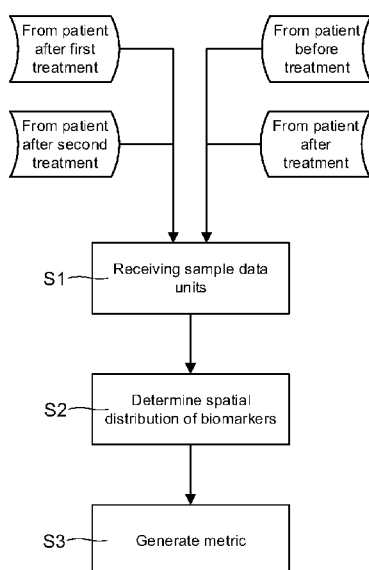 From patient
after first
treatment
From patient
before
treatment
From patient
after second
treatment
From patient
after
treatment
S1
Receiving sample data
units
S2
Determine spatial
distribution of biomarkers
S3
Generate metric